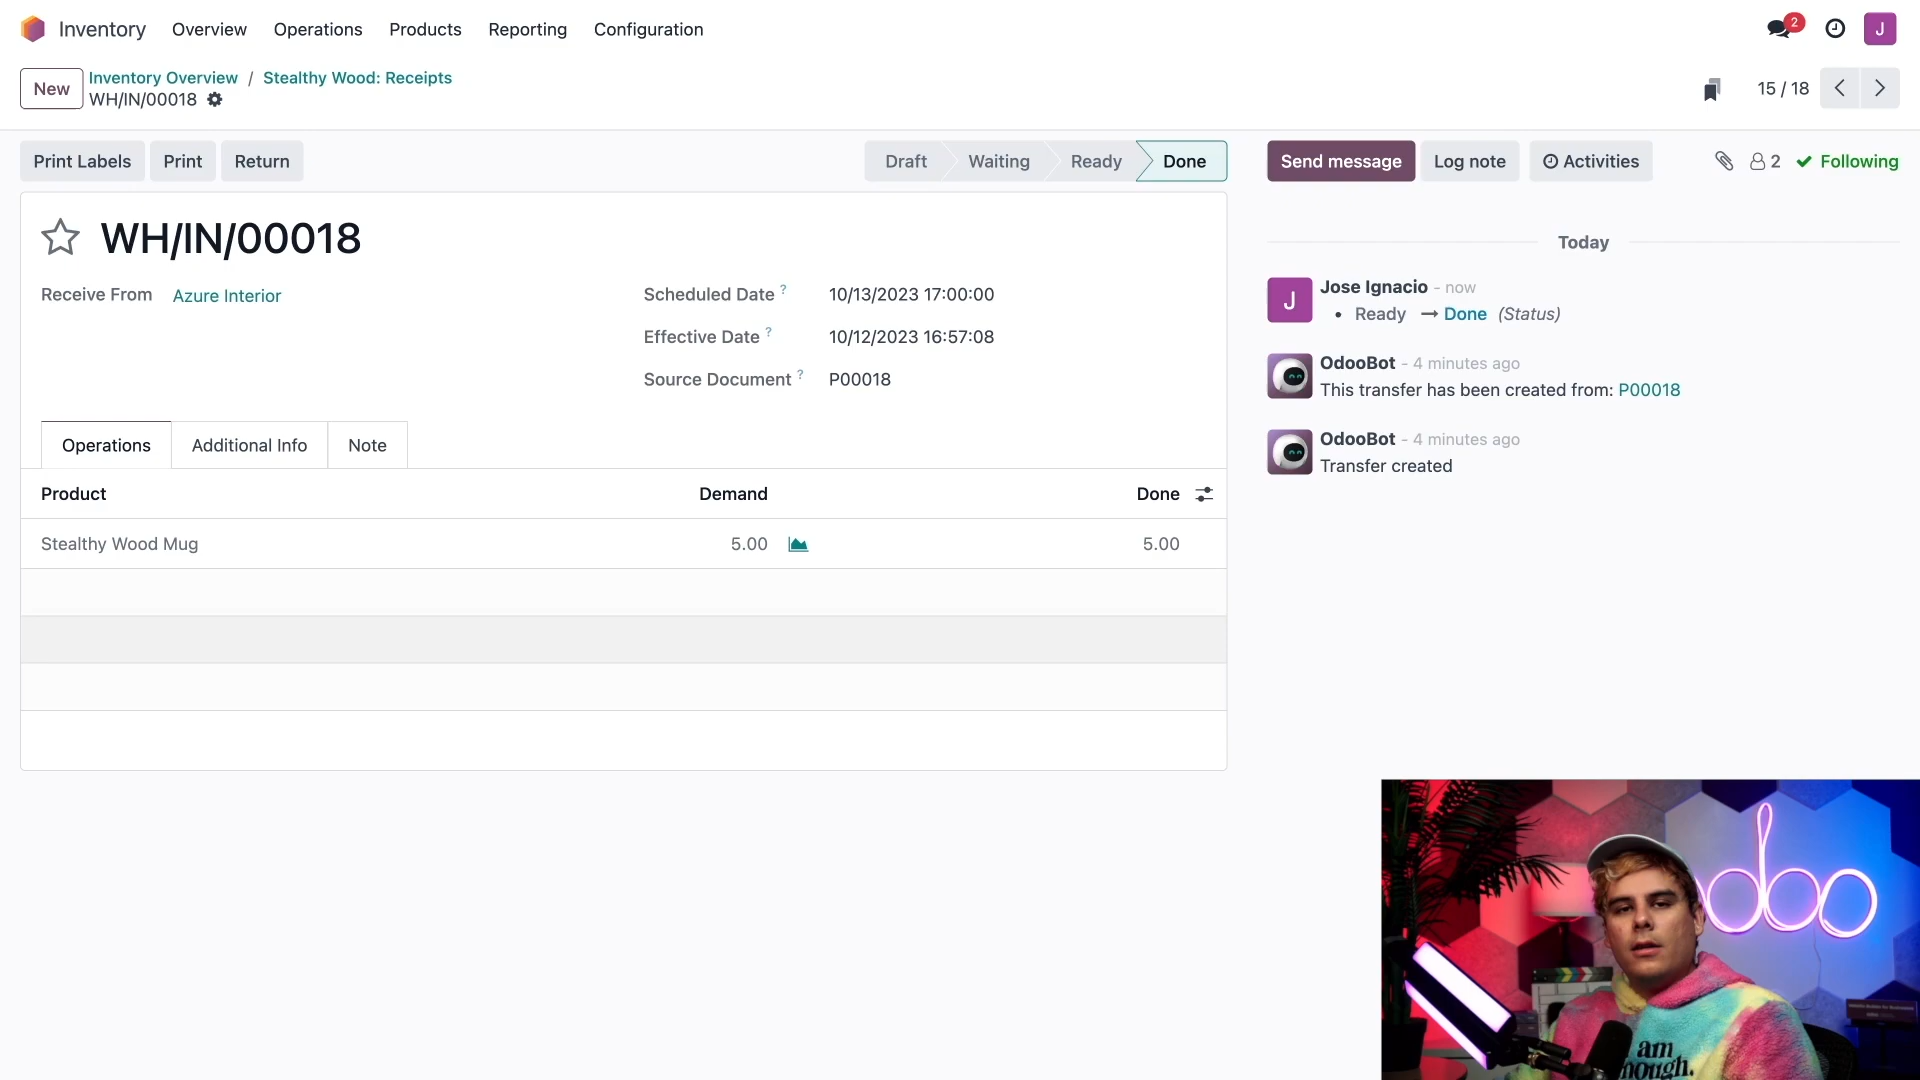 Inventory Overview Operations Products Reporting Configuration 2 J
New Inventory Overview / Stealthy Wood: Receipts
WH/IN/00018
15 / 18
Print Labels Print Return Draft Waiting Ready Done Send message Log note Activities 2 Following
WH/IN/00018
Receive From Azure Interior
Scheduled Date ? 10/13/2023 17:00:00
Effective Date ? 10/12/2023 16:57:08
Source Document ? P00018
Operations Additional Info Note
Product Demand Done
Stealthy Wood Mug 5.00 5.00
Today
J Jose Ignacio - now
• Ready → Done (Status)
OdooBot - 4 minutes ago
This transfer has been created from: P00018
OdooBot - 4 minutes ago
Transfer created
odoo
am
enough.